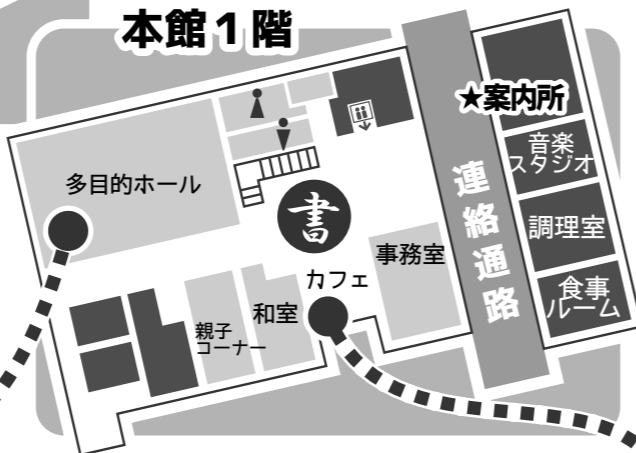 本館１階
★案内所
音楽
スタジオ
多目的ホール
連絡通路
書
調理室
事務室
カフェ
食事
ルーム
和室
親子
コーナー